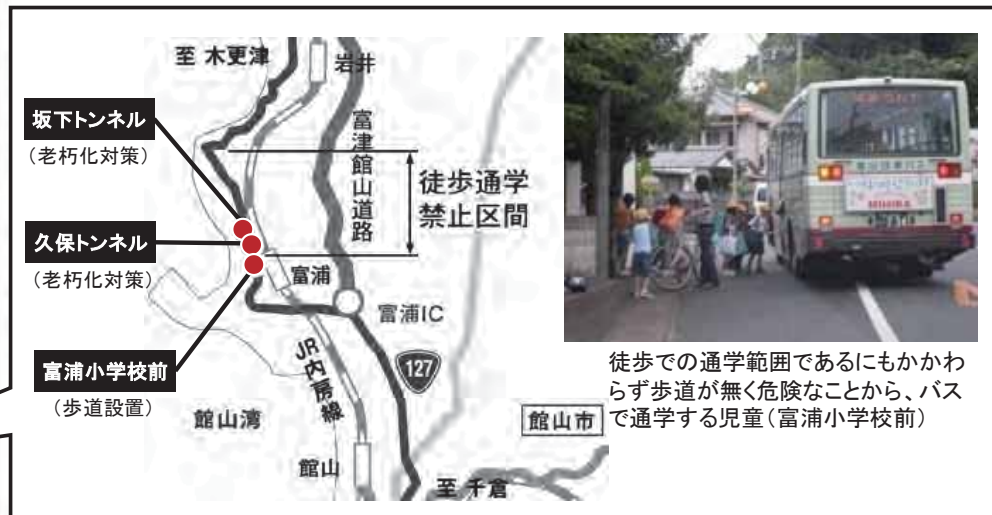 至 木更津
岩井
坂下トンネル
(老朽化対策)
富津館山道路
徒歩通学
禁止区間
久保トンネル
(老朽化対策)
富浦
富浦IC
富浦小学校前
(歩道設置)
JR内房線
127
館山湾
館山市
館山
至 千倉
徒歩での通学範囲であるにもかかわ
らず歩道が無く危険なことから、バス
で通学する児童(富浦小学校前)